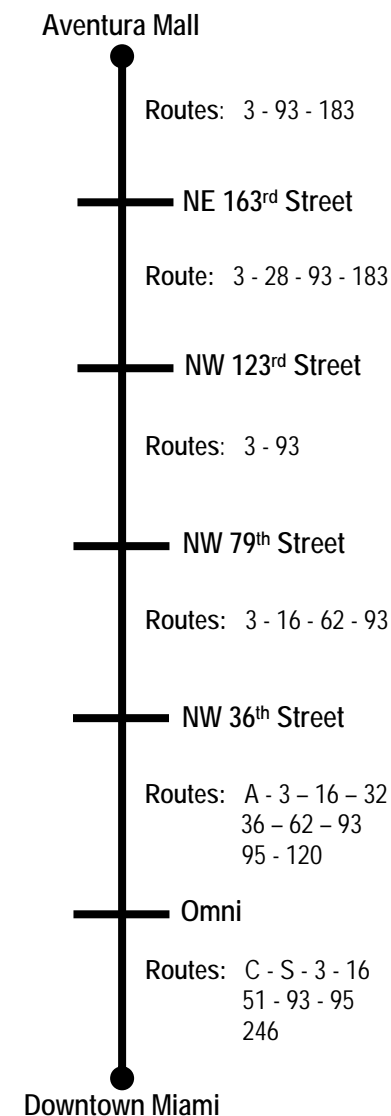 Aventura Mall
Routes: 3 - 93 - 183
NE 163rd Street
Route: 3 - 28 - 93 - 183
NW 123rd Street
Routes: 3 - 93
NW 79th Street
Routes: 3 - 16 - 62 - 93
NW 36th Street
Routes: A - 3 – 16 – 32
36 – 62 – 93
95 - 120
Omni
Routes: C - S - 3 - 16
51 - 93 - 95
246
Downtown Miami